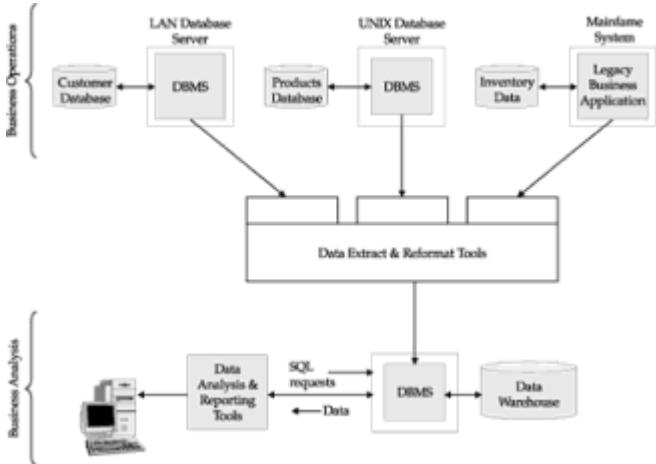 LAN Database
Server
UNIX Database
Server
Mainfame
System
Business Operations
Customer
Database
DBMS
Products
Database
DBMS
Inventory
Data
Legacy
Business
Application
Data Extract & Reformat Tools
Business Analysis
Data
Analysis &
Reporting
Tools
SQL
requests
Data
DBMS
Data
Warehouse